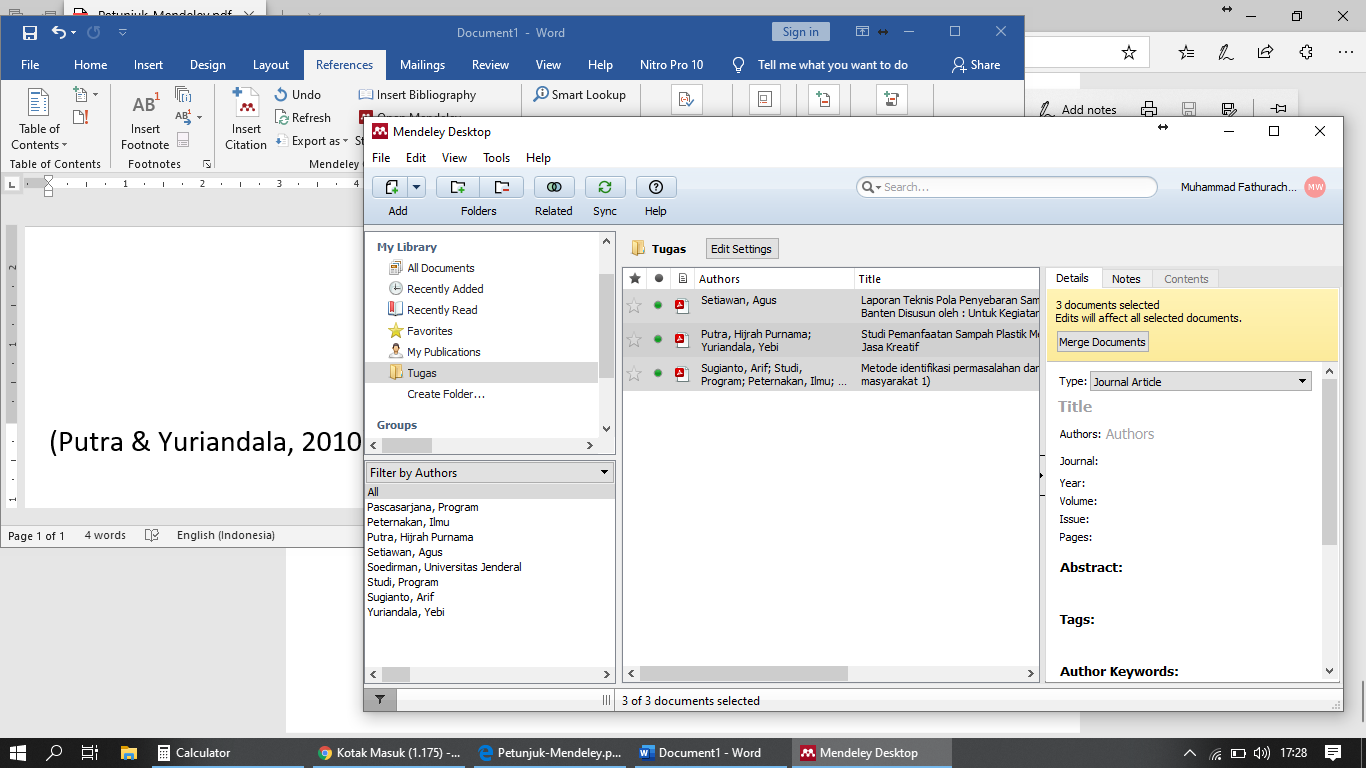 Petunjuk-Mendeley.pdf
Document1 - Word
Sign in
File Home Insert Design Layout References Mailings Review View Help Nitro Pro 10 Tell me what you want to do Share
Table of Contents
Insert Footnote
Insert Citation
Undo
Refresh
Export as
Insert Bibliography
Open Mendeley
Smart Lookup
Table of Contents Footnotes Mendeley
Add notes
1 2 3 4
2
1
1
(Putra & Yuriandala, 2010
Page 1 of 1 4 words English (Indonesia)
Mendeley Desktop
File Edit View Tools Help
Search...
Muhammad Fathurach... MW
Add Folders Related Sync Help
My Library
All Documents
Recently Added
Recently Read
Favorites
My Publications
Tugas
Create Folder...
Groups
Filter by Authors
All
Pascasarjana, Program
Peternakan, Ilmu
Putra, Hijrah Purnama
Setiawan, Agus
Soedirman, Universitas Jenderal
Studi, Program
Sugianto, Arif
Yuriandala, Yebi
Tugas Edit Settings
Authors Title
Setiawan, Agus
Laporan Teknis Pola Penyebaran Sam
Banten Disusun oleh : Untuk Kegiatan
Putra, Hijrah Purnama;
Yuriandala, Yebi
Studi Pemanfaatan Sampah Plastik Me
Jasa Kreatif
Sugianto, Arif; Studi,
Program; Peternakan, Ilmu; ...
Metode identifikasi permasalahan dan
masyarakat 1)
3 of 3 documents selected
Details Notes Contents
3 documents selected
Edits will affect all selected documents.
Merge Documents
Type: Journal Article
Title
Authors: Authors
Journal:
Year:
Volume:
Issue:
Pages:
Abstract:
Tags:
Author Keywords:
Calculator
Kotak Masuk (1.175) -...
Petunjuk-Mendeley.p...
Document1 - Word
Mendeley Desktop
17:28